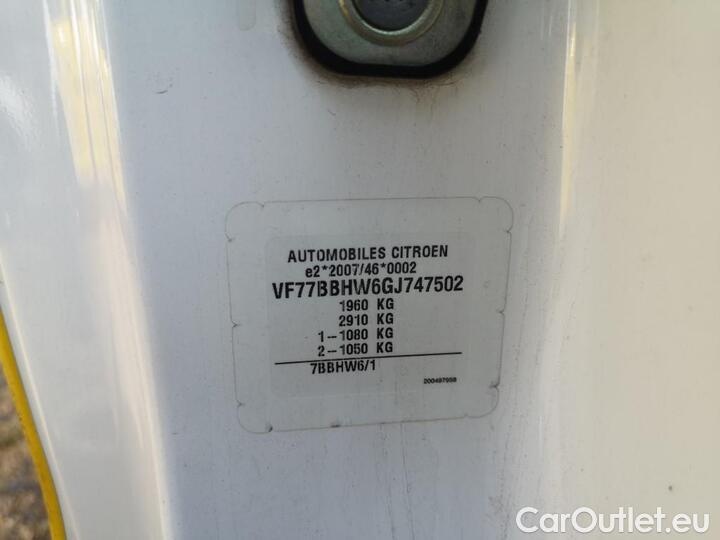 AUTOMOBILES CITROEN
e2*2007/46*0002
VF77BBHW6GJ747502
1960 KG
2910 KG
1-1080 KG
2-1050 KG
7BBHW6/1
200497958
CarOutlet.eu